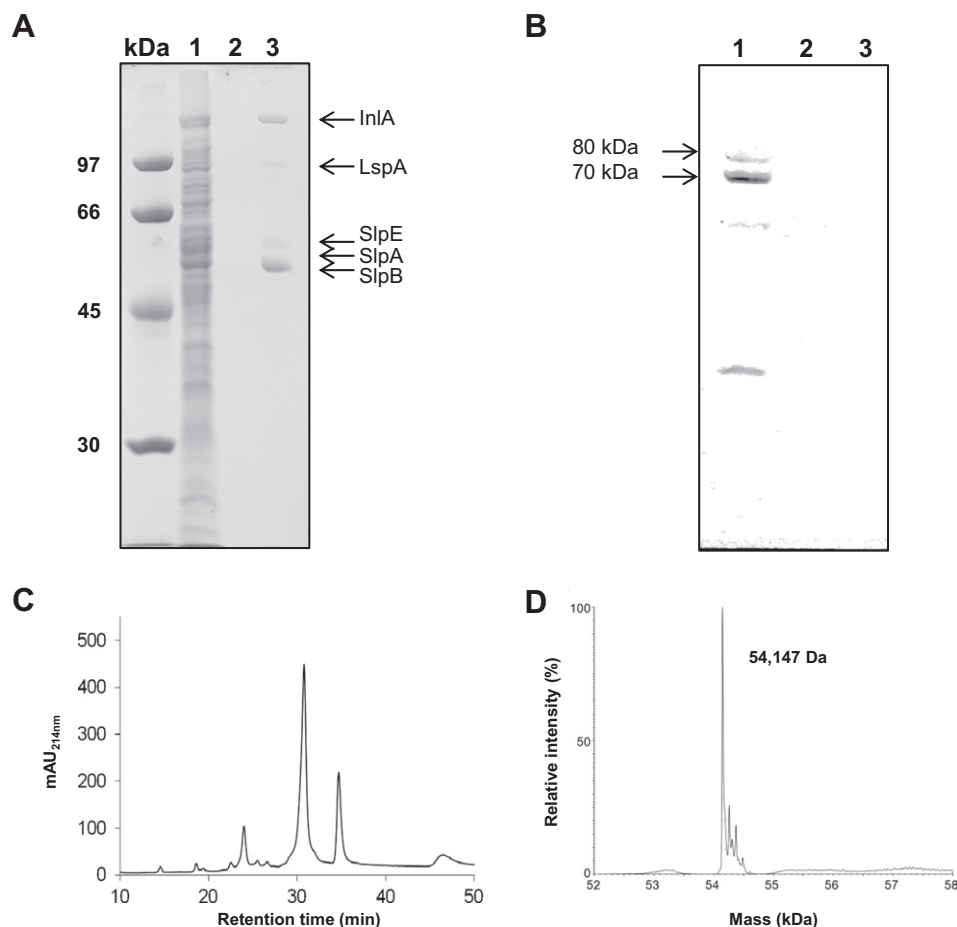 A
kDa 1 2 3
97
66
45
30
InlA
LspA
SlpE
SlpA
SlpB
B
1 2 3
80 kDa
70 kDa
C
mAU214nm
500
400
300
200
100
0
10 20 30 40 50
Retention time (min)
D
Relative intensity (%)
100
50
0
54,147 Da
52 53 54 55 56 57 58
Mass (kDa)